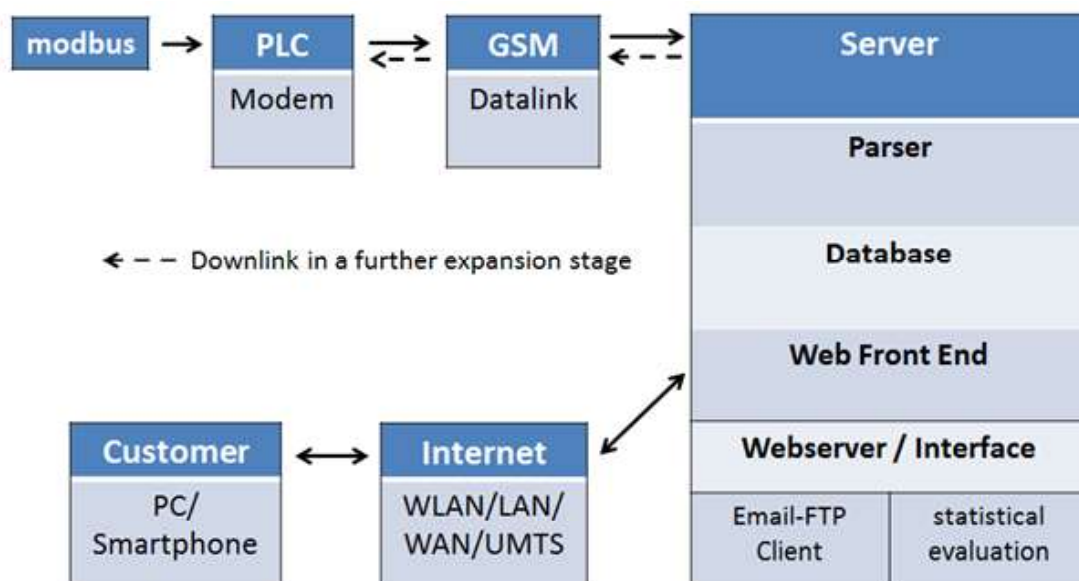 modbus
PLC
Modem
GSM
Datalink
Server
Parser
Database
Web Front End
Webserver / Interface
Email-FTP
Client
statistical
evaluation
Downlink in a further expansion stage
Customer
PC/
Smartphone
Internet
WLAN/LAN/
WAN/UMTS